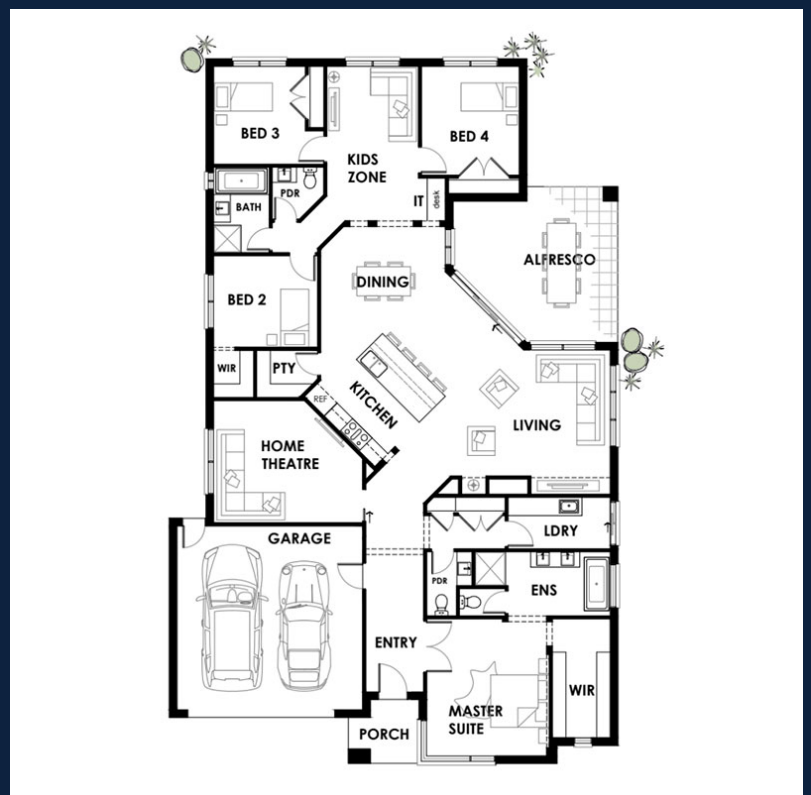 BED 3
KIDS
ZONE
BED 4
PDR
BATH
IT
desk
ALFRESCO
DINING
BED 2
WIR
PTY
REF
KITCHEN
LIVING
HOME
THEATRE
LDRY
GARAGE
PDR
ENS
ENTRY
WIR
MASTER
SUITE
PORCH